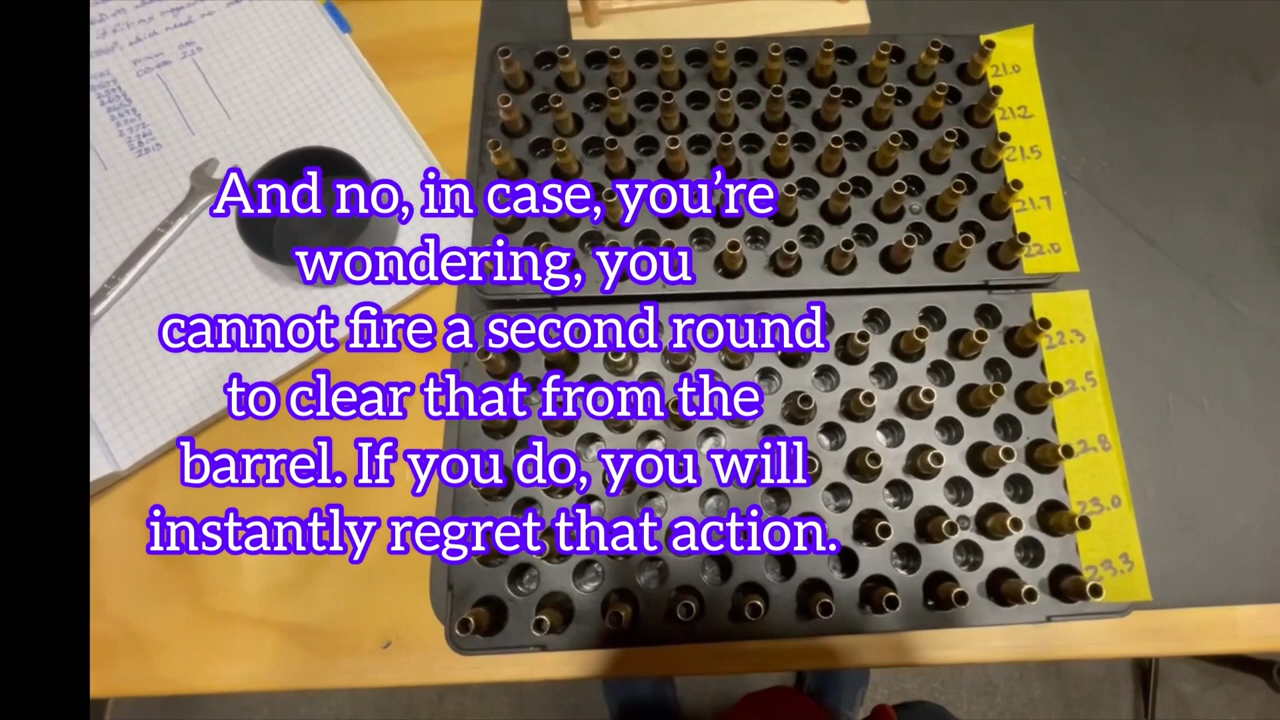 21.0
21.2
21.5
21.7
22.0
And no, in case, you’re
wondering, you
cannot fire a second round
to clear that from the
barrel. If you do, you will
instantly regret that action.
22.3
2.5
2.8
23.0
23.3